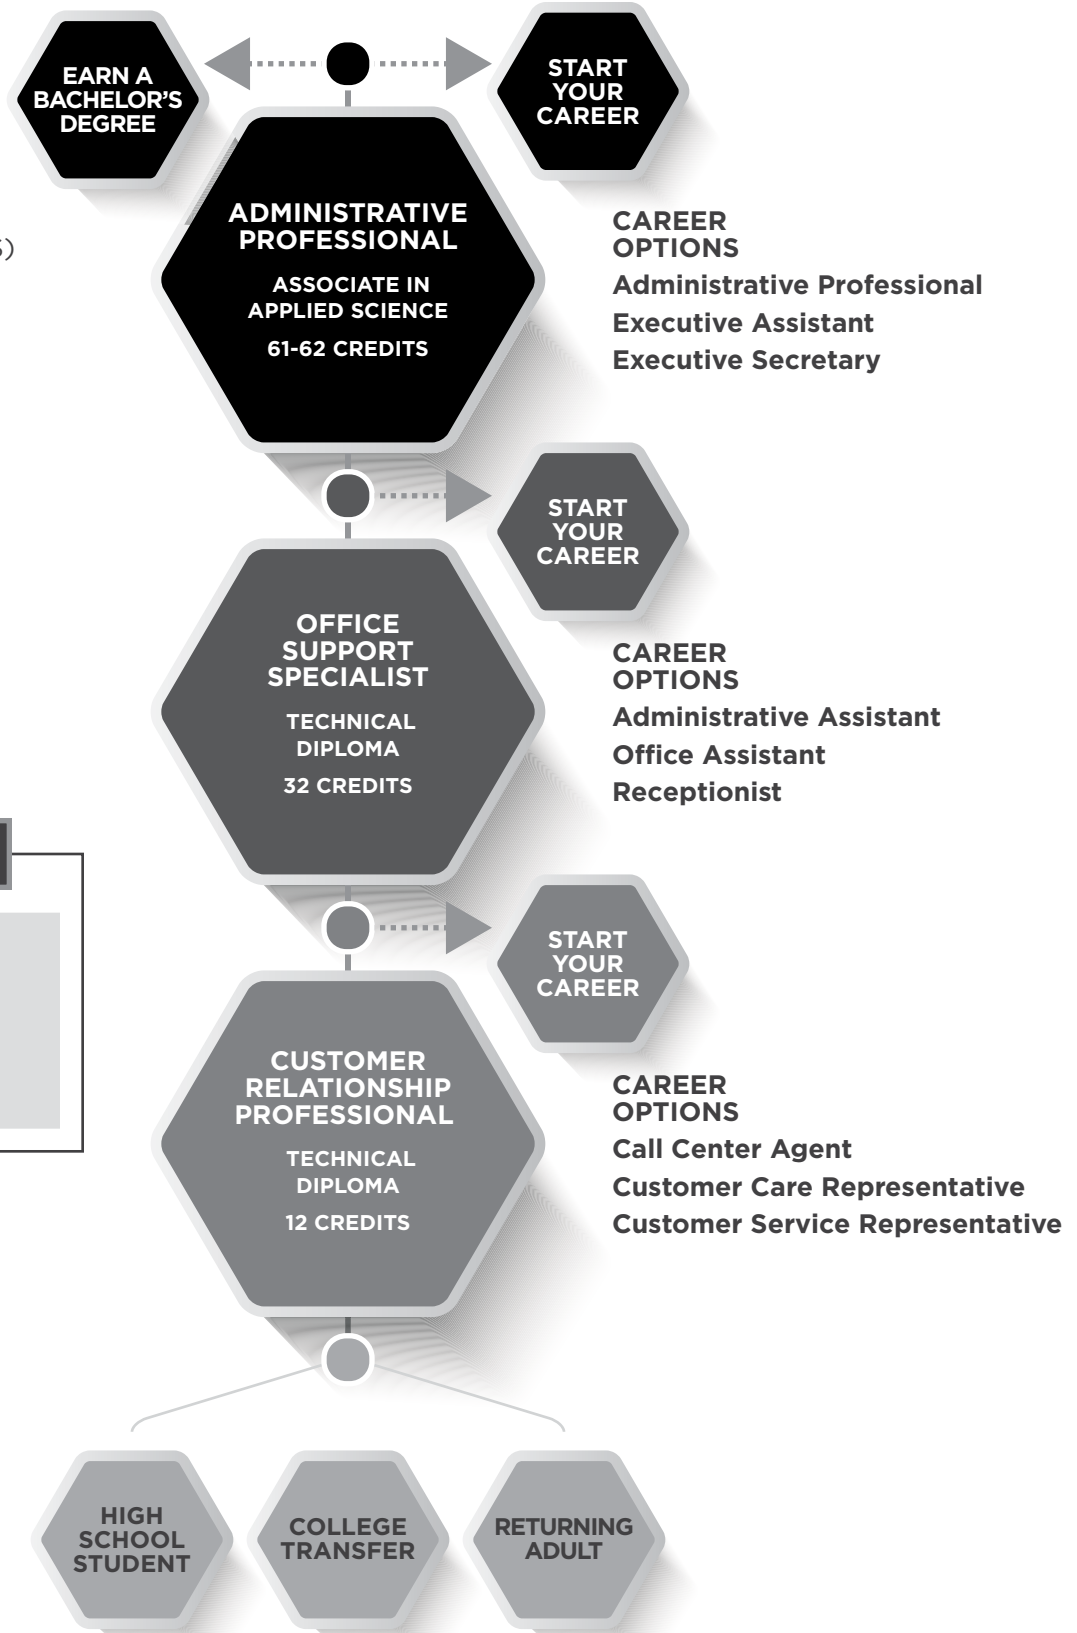 EARN A
BACHELOR'S
DEGREE
START
YOUR
CAREER
ADMINISTRATIVE
PROFESSIONAL
ASSOCIATE IN
APPLIED SCIENCE
61-62 CREDITS
CAREER
OPTIONS
Administrative Professional
Executive Assistant
Executive Secretary
START
YOUR
CAREER
OFFICE
SUPPORT
SPECIALIST
TECHNICAL
DIPLOMA
32 CREDITS
CAREER
OPTIONS
Administrative Assistant
Office Assistant
Receptionist
START
YOUR
CAREER
CUSTOMER
RELATIONSHIP
PROFESSIONAL
TECHNICAL
DIPLOMA
12 CREDITS
CAREER
OPTIONS
Call Center Agent
Customer Care Representative
Customer Service Representative
HIGH
SCHOOL
STUDENT
COLLEGE
TRANSFER
RETURNING
ADULT